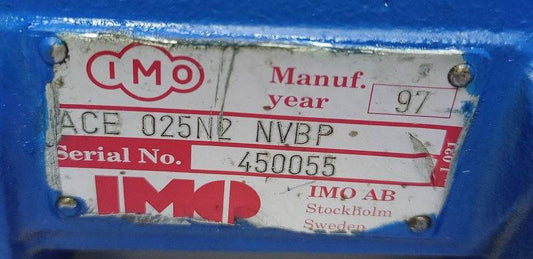 IMO
Manuf.
year
97
ACE 025N2 NVBP
Serial No.
450055
IMO
IMO AB
Stockholm
Sweden